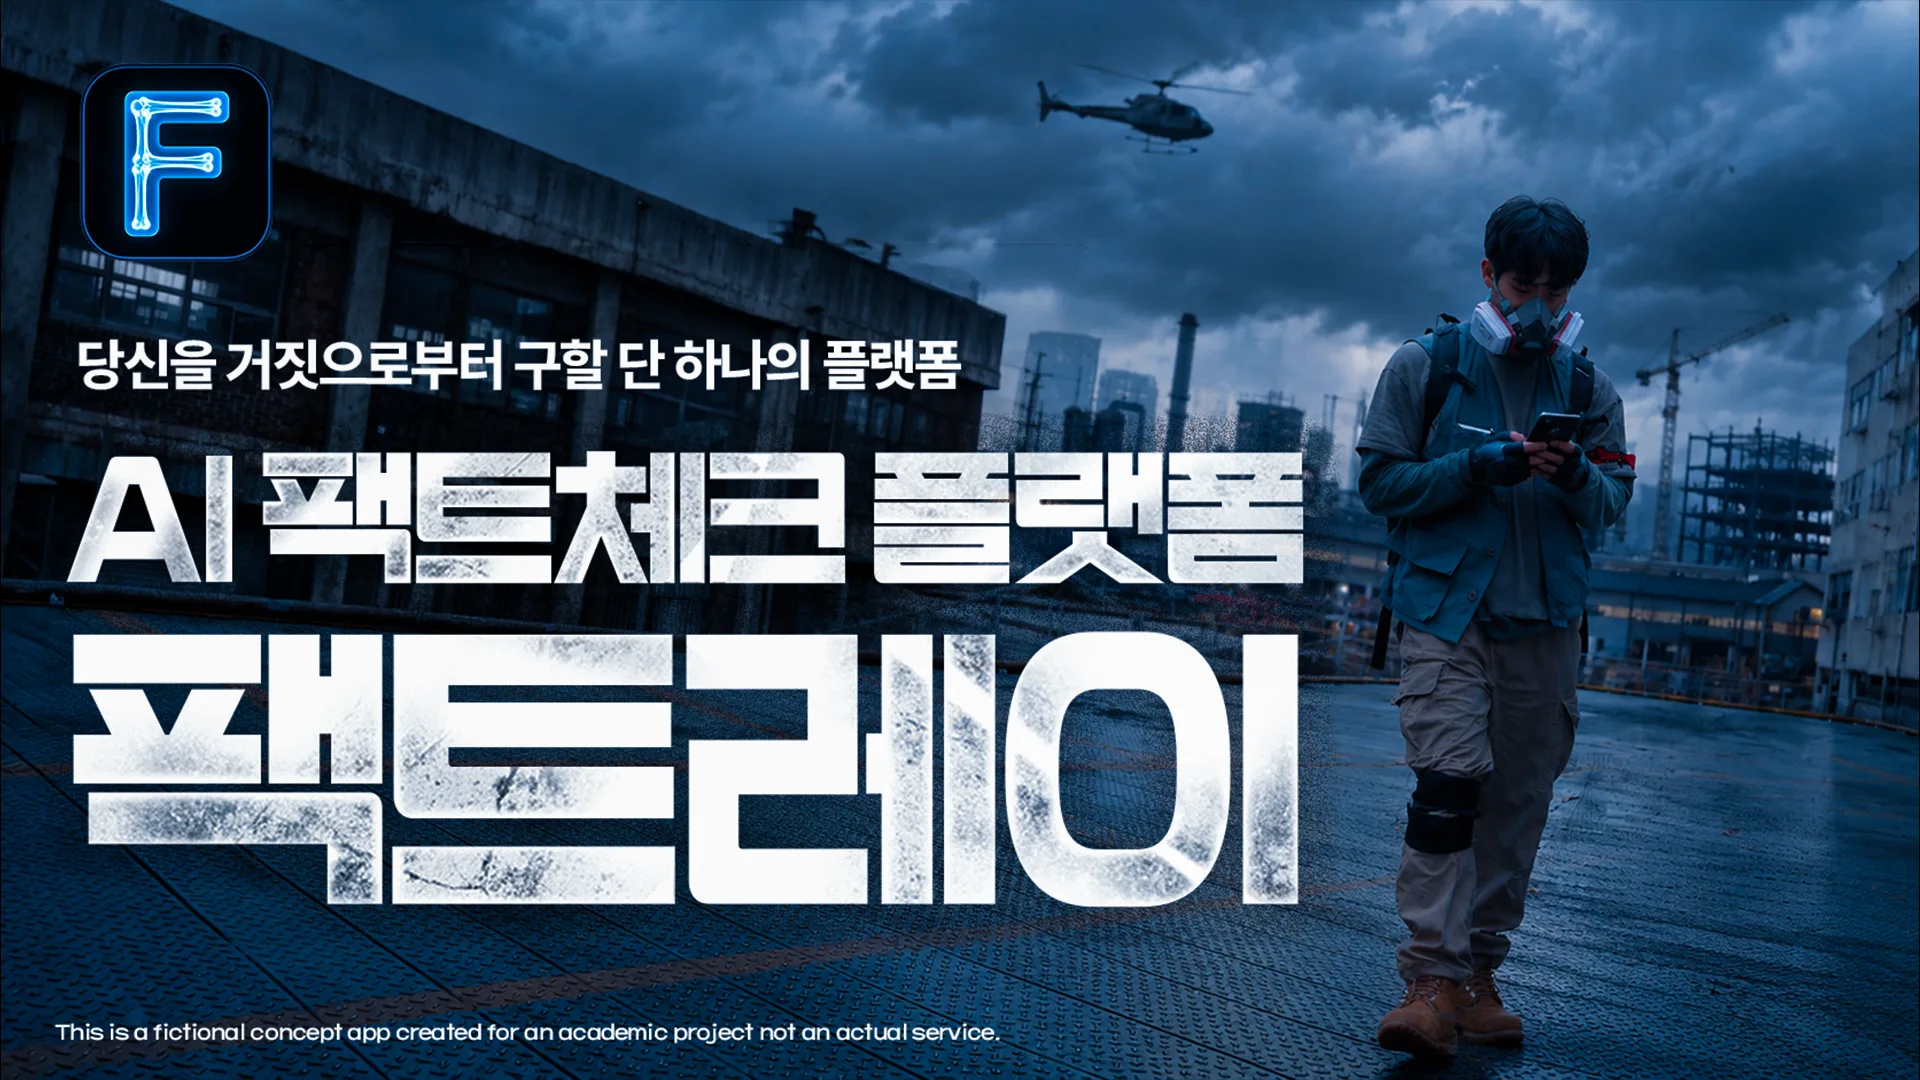 F
당신을 거짓으로부터 구할 단 하나의 플랫폼
AI 팩트체크 플랫폼
팩트레이
This is a fictional concept app created for an academic project not an actual service.